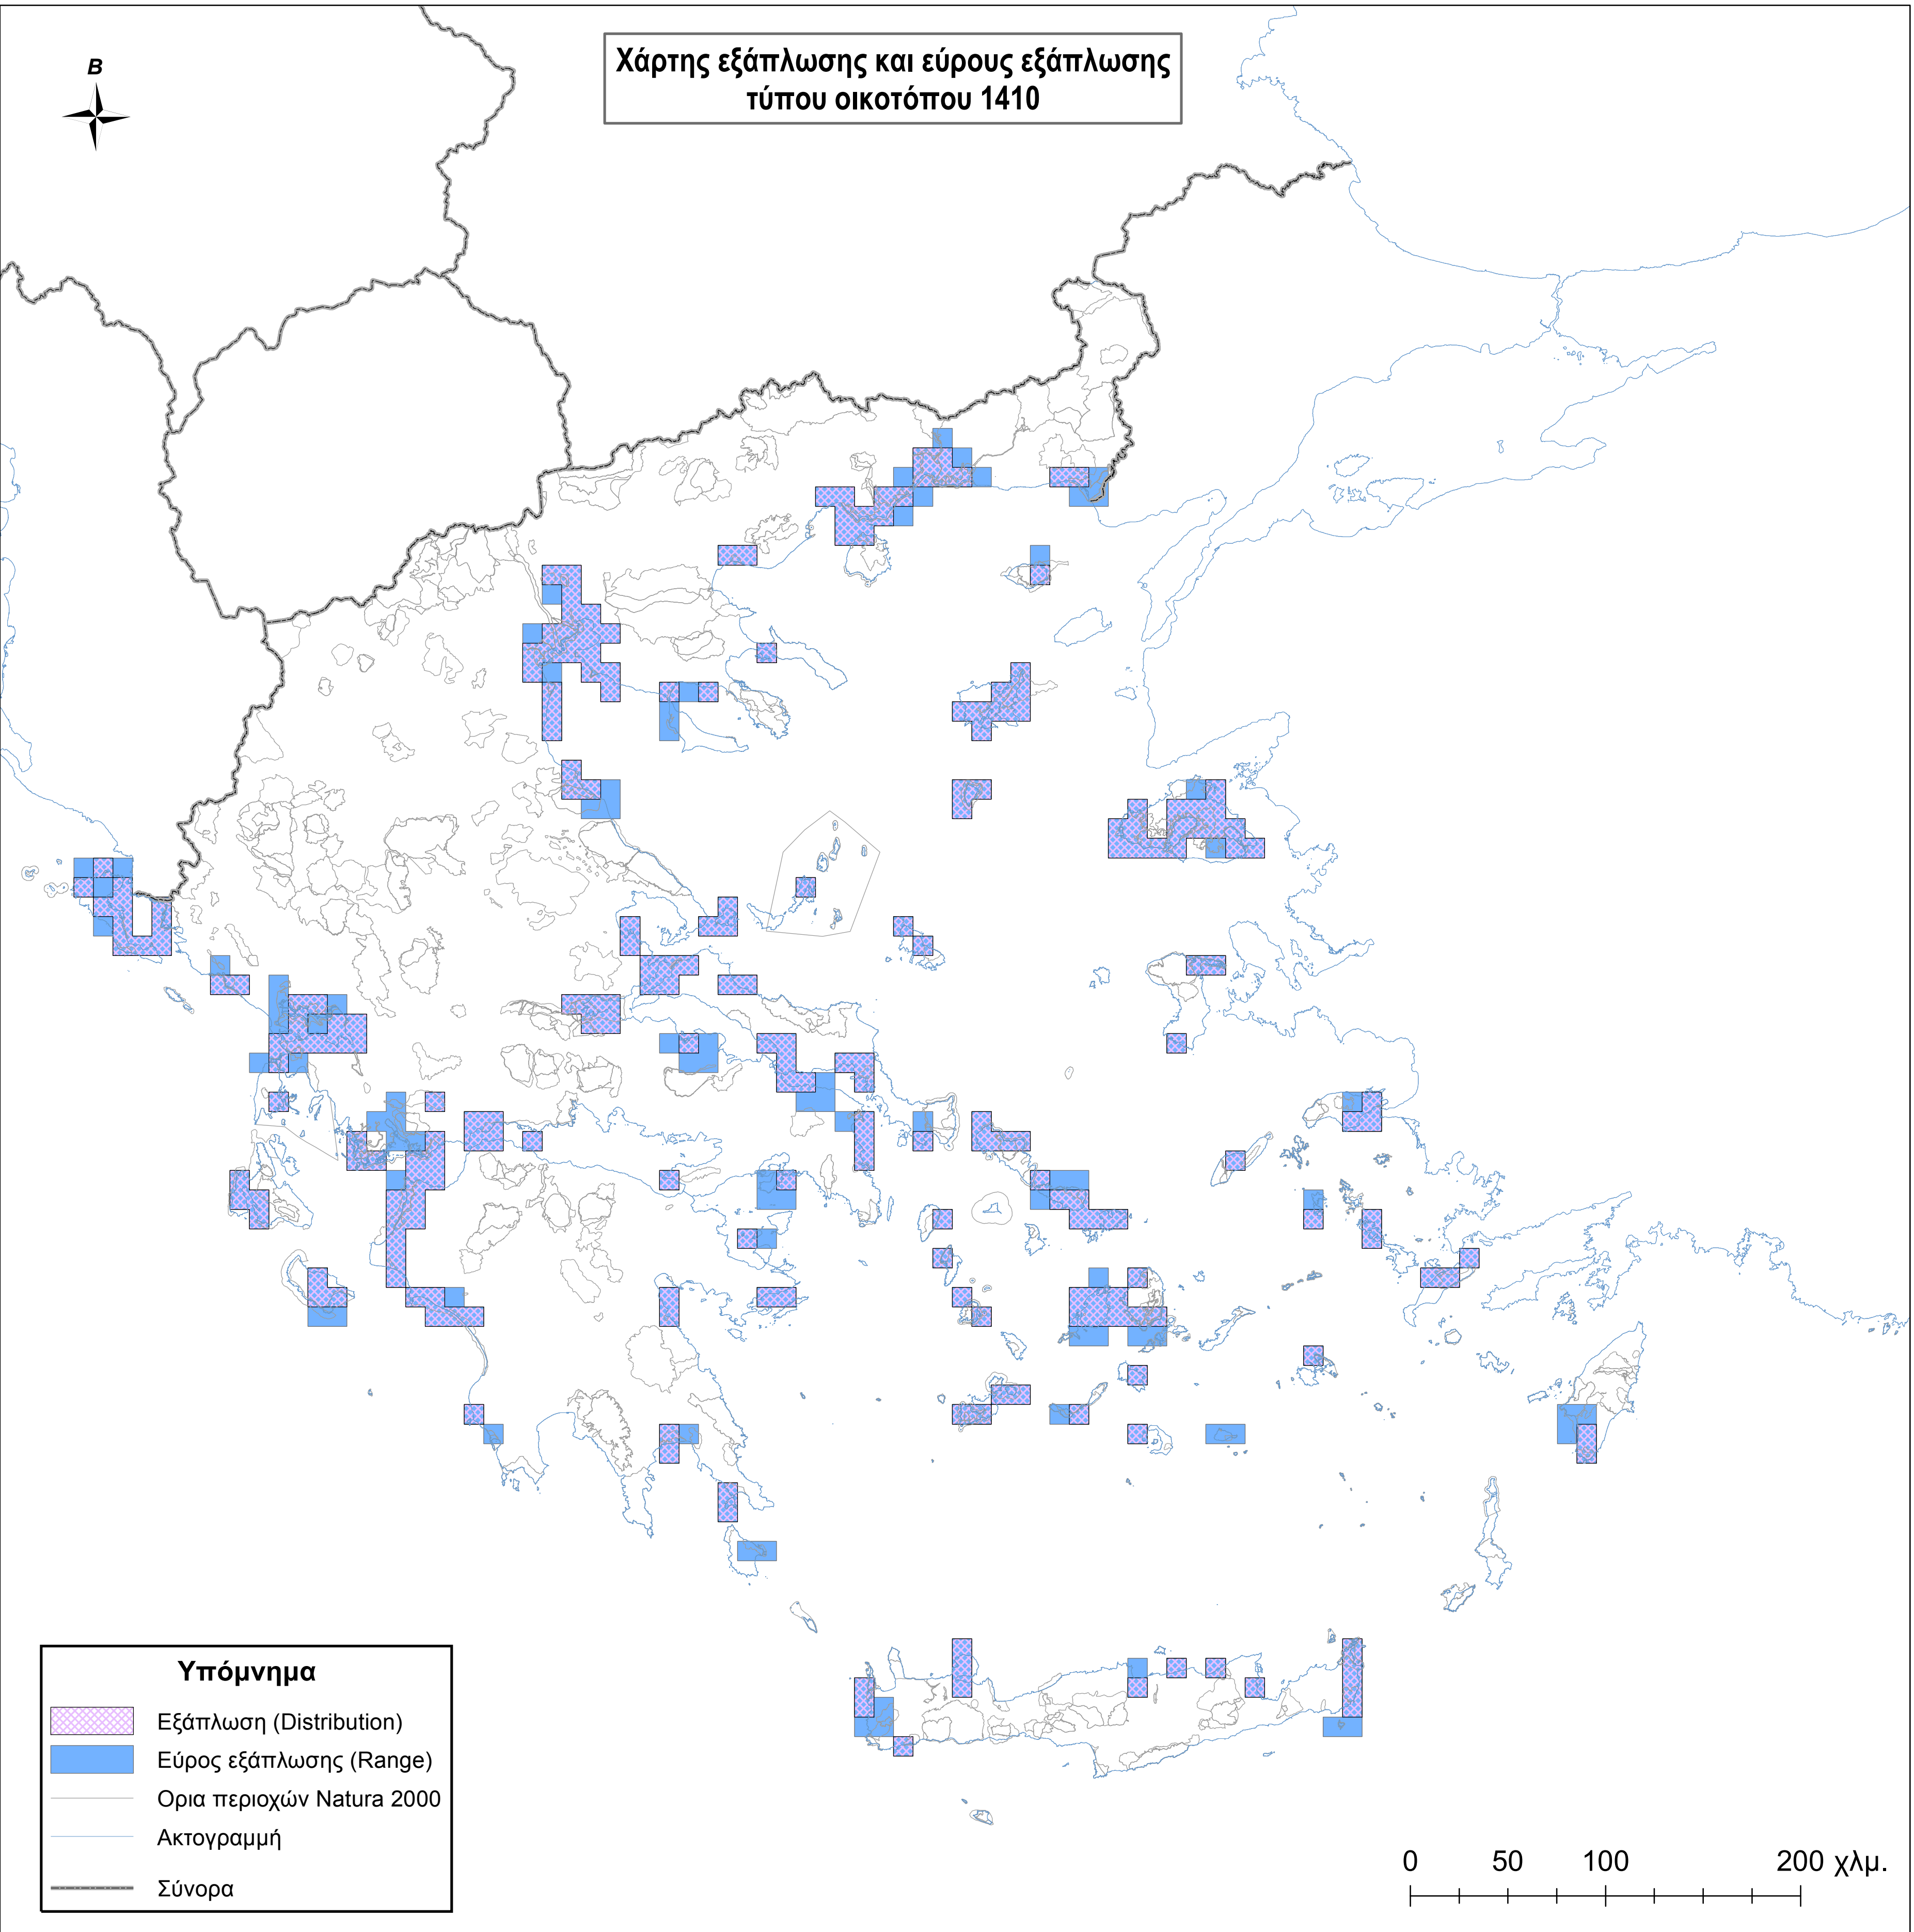 Χάρτης εξάπλωσης και εύρους εξάπλωσης
τύπου οικοτόπου 1410
Β
Υπόμνημα
Εξάπλωση (Distribution)
Εύρος εξάπλωσης (Range)
Ορια περιοχών Natura 2000
Ακτογραμμή
Σύνορα
0 50 100 200 χλμ.